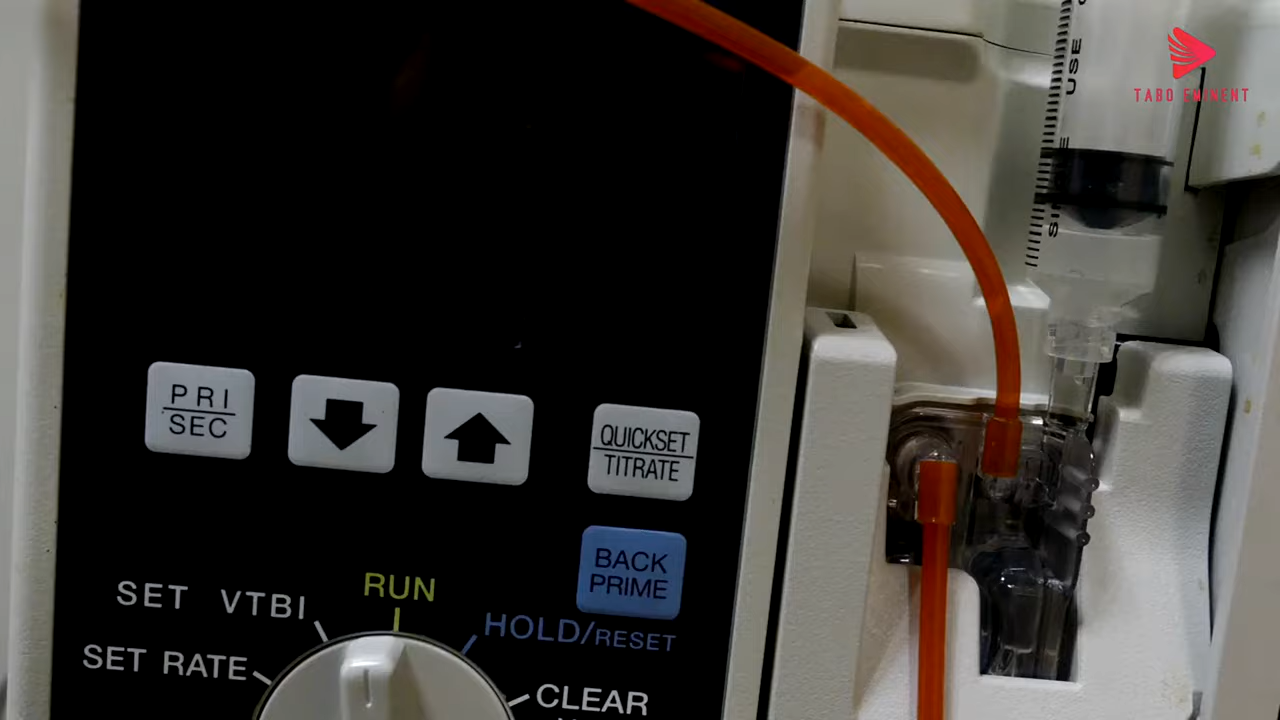 USE
TABO EMINENT
PRI
SEC
QUICKSET
TITRATE
BACK
PRIME
RUN
SET VTBI
HOLD/RESET
SET RATE
CLEAR